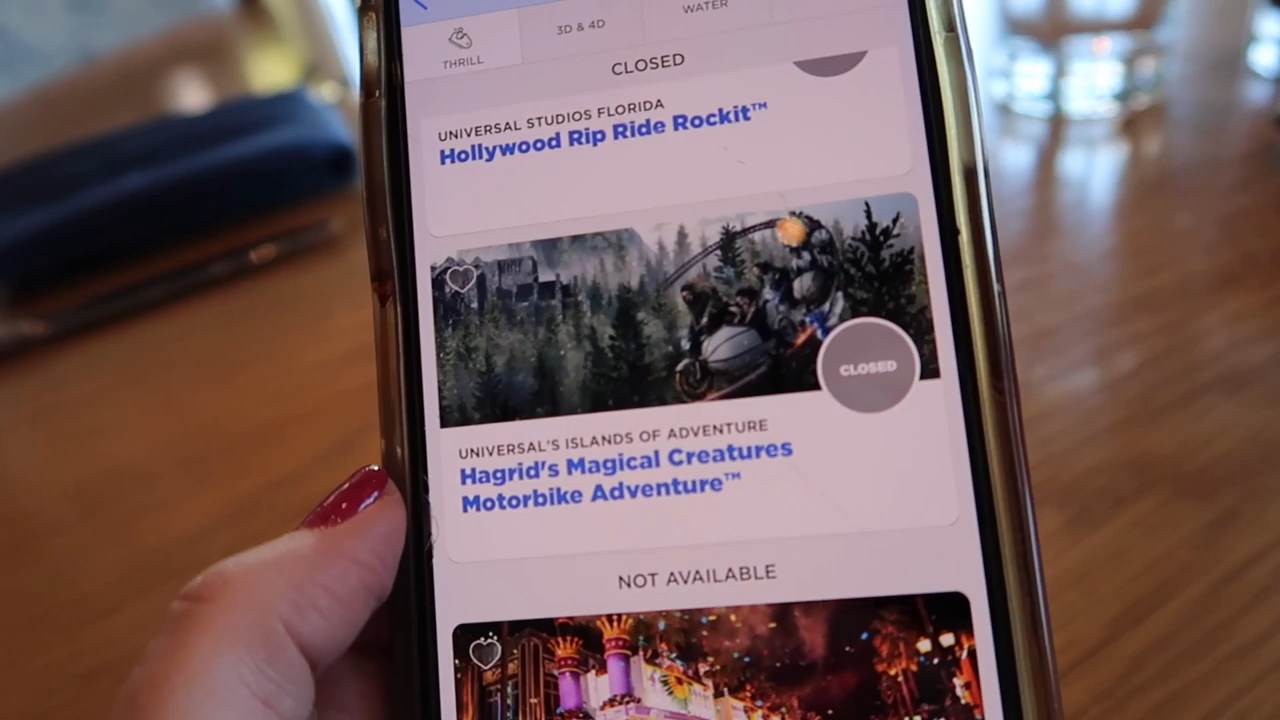 THRILL
3D & 4D
WATER
CLOSED
UNIVERSAL STUDIOS FLORIDA
Hollywood Rip Ride Rockit™
CLOSED
UNIVERSAL'S ISLANDS OF ADVENTURE
Hagrid's Magical Creatures
Motorbike Adventure™
NOT AVAILABLE